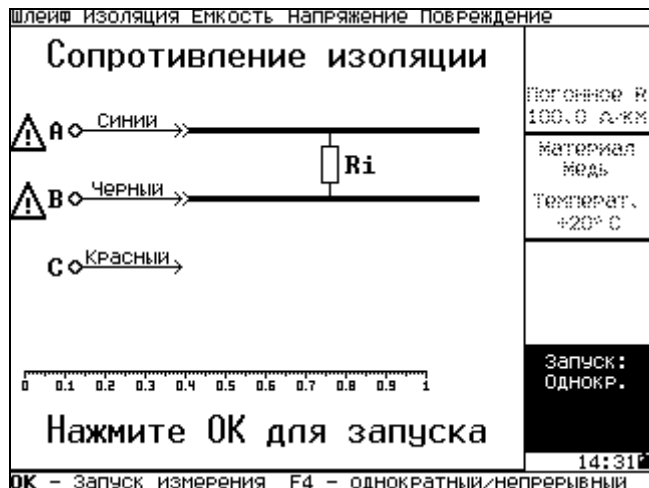 Шлейф Изоляция Емкость Напряжение Повреждение
Сопротивление изоляции
Погонное R
100.0 Ω/км
A Синий
Материал
Медь
Ri
B Черный
Температ.
+20° C
C Красный
Запуск:
Однокр.
0 0.1 0.2 0.3 0.4 0.5 0.6 0.7 0.8 0.9 1
Нажмите ОК для запуска
14:31
ОК – Запуск измерения F4 – однократный/непрерывный